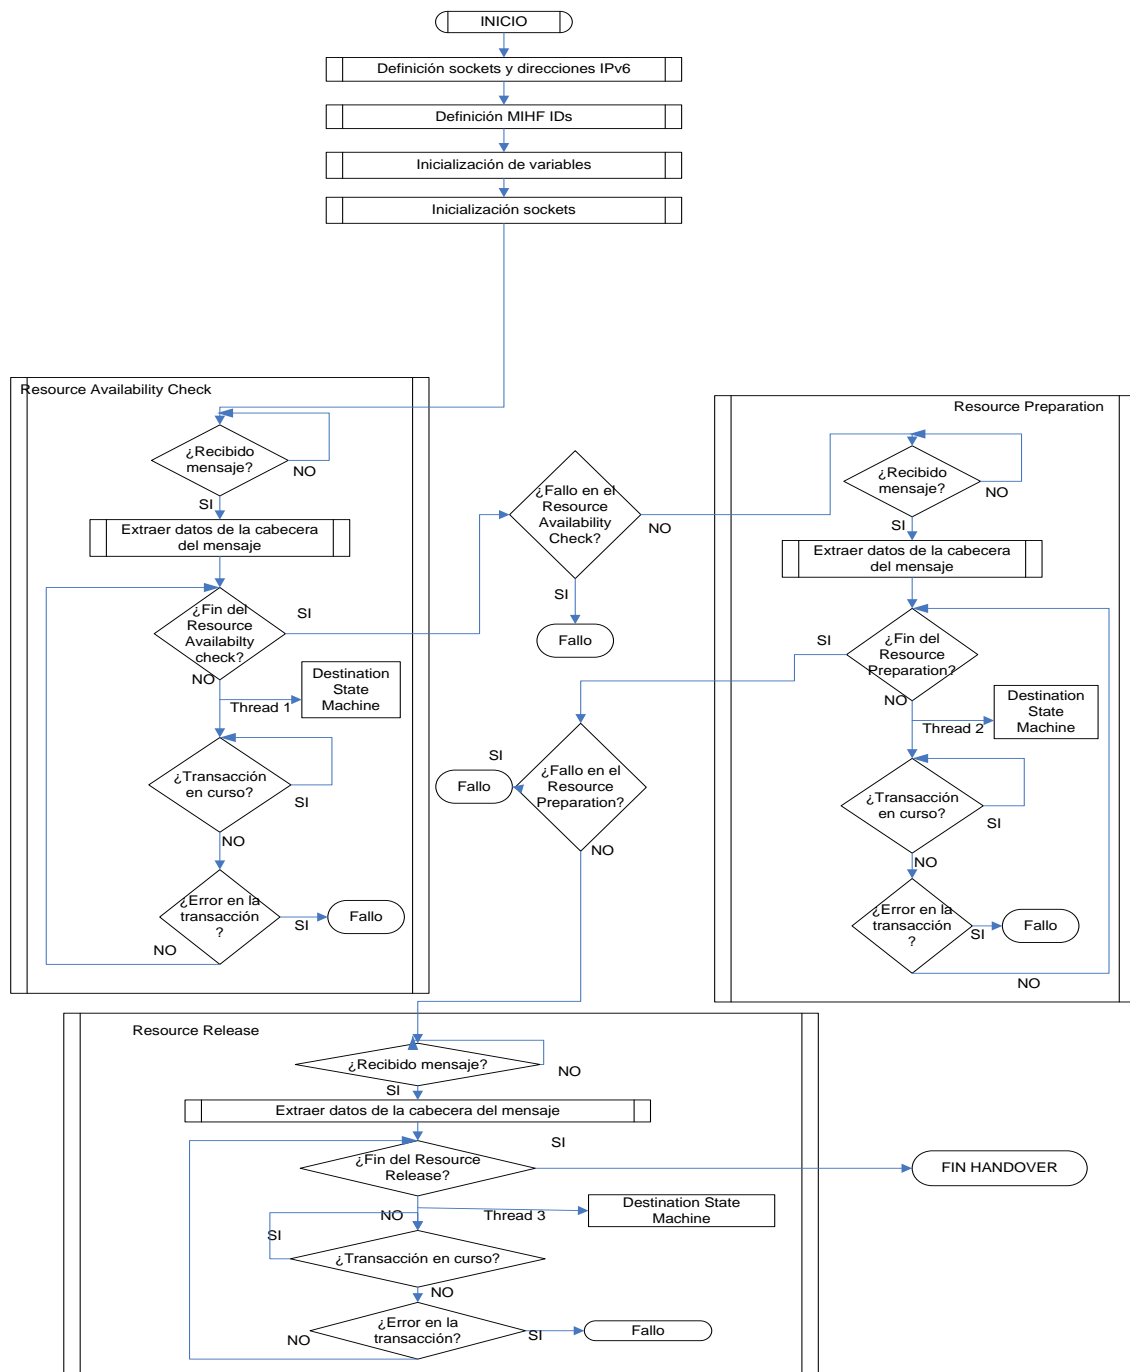 INICIO
Definición sockets y direcciones IPv6
Definición MIHF IDs
Inicialización de variables
Inicialización sockets
Resource Availability Check
¿Recibido
mensaje?
NO
SI
Extraer datos de la cabecera
del mensaje
¿Fin del
Resource
Availabilty
check?
SI
NO
Thread 1
Destination
State
Machine
¿Transacción
en curso?
SI
NO
¿Error en la
transacción
?
SI
NO
Fallo
¿Fallo en el
Resource
Availability
Check?
NO
SI
Fallo
Resource Preparation
¿Recibido
mensaje?
NO
SI
Extraer datos de la cabecera
del mensaje
¿Fin del
Resource
Preparation?
SI
NO
Thread 2
Destination
State
Machine
¿Transacción
en curso?
SI
NO
¿Error en la
transacción
?
SI
NO
Fallo
¿Fallo en el
Resource
Preparation?
SI
Fallo
NO
Resource Release
¿Recibido mensaje?
NO
SI
Extraer datos de la cabecera del mensaje
¿Fin del Resource
Release?
SI
FIN HANDOVER
NO
Thread 3
Destination State
Machine
SI
¿Transacción en curso?
NO
¿Error en la
transacción?
NO
SI
Fallo